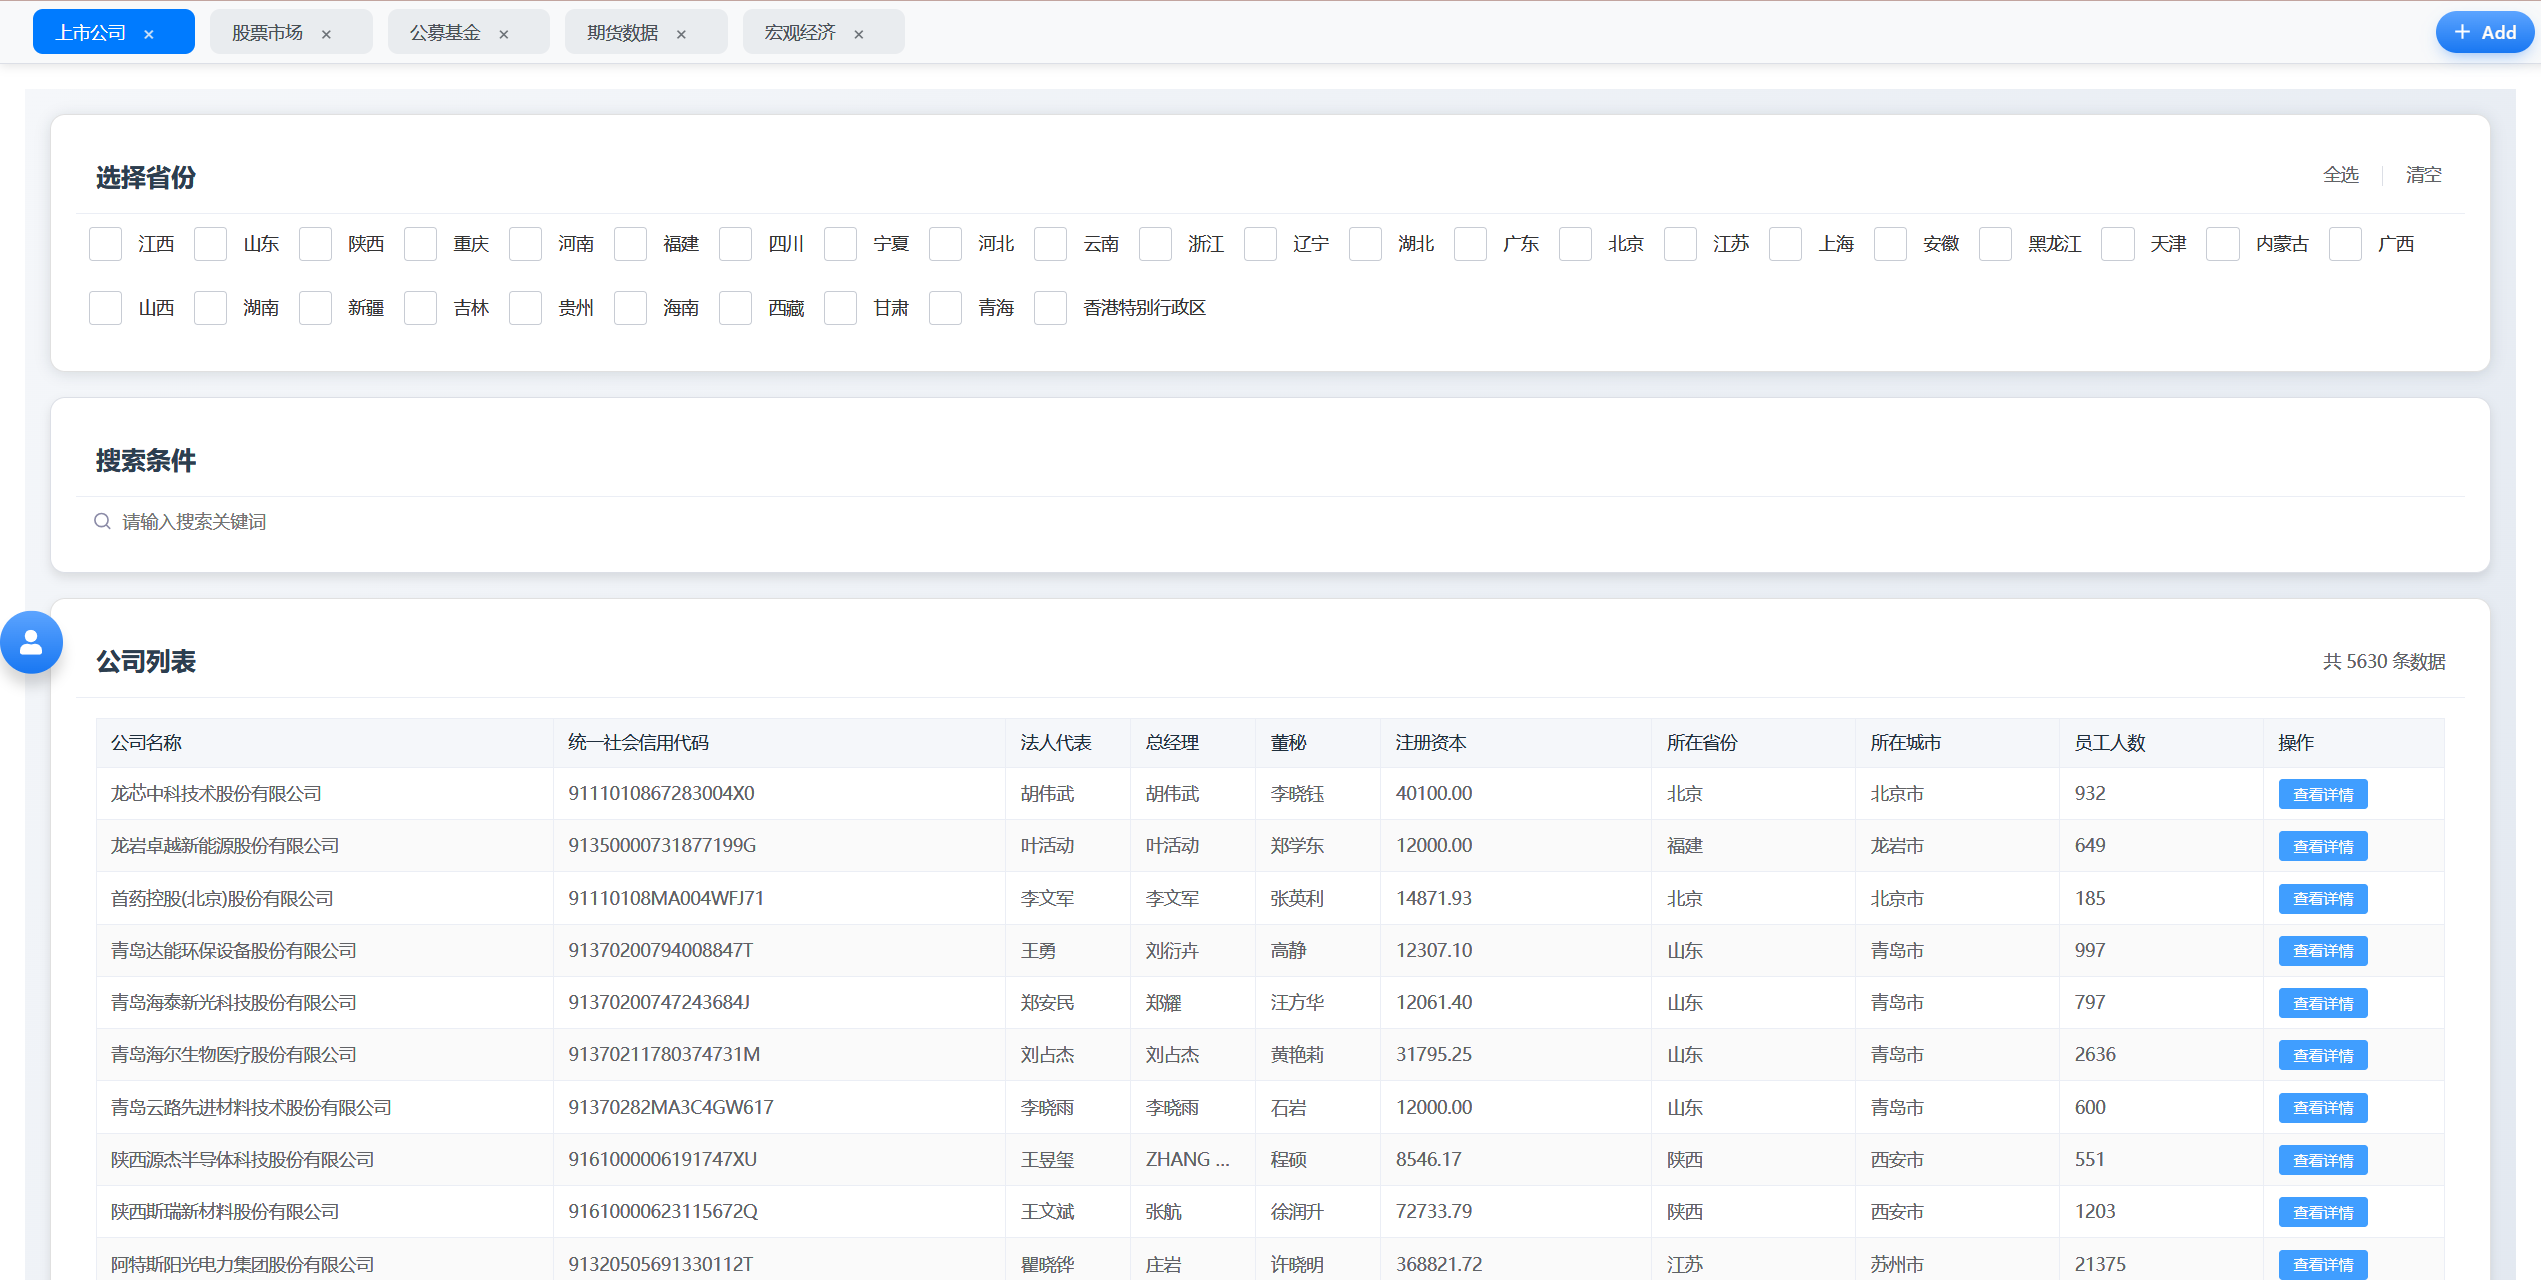 上市公司 × 股票市场 × 公募基金 × 期货数据 × 宏观经济 × + Add
选择省份 全选 清空
江西 山东 陕西 重庆 河南 福建 四川 宁夏 河北 云南 浙江 辽宁 湖北 广东 北京 江苏 上海 安徽 黑龙江 天津 内蒙古 广西
山西 湖南 新疆 吉林 贵州 海南 西藏 甘肃 青海 香港特别行政区
搜索条件
请输入搜索关键词
公司列表 共 5630 条数据
公司名称 统一社会信用代码 法人代表 总经理 董秘 注册资本 所在省份 所在城市 员工人数 操作
龙芯中科技术股份有限公司 9111010867283004X0 胡伟武 胡伟武 李晓钰 40100.00 北京 北京市 932 查看详情
龙岩卓越新能源股份有限公司 91350000731877199G 叶活动 叶活动 郑学东 12000.00 福建 龙岩市 649 查看详情
首药控股(北京)股份有限公司 91110108MA004WFJ71 李文军 李文军 张英利 14871.93 北京 北京市 185 查看详情
青岛达能环保设备股份有限公司 91370200794008847T 王勇 刘衍卉 高静 12307.10 山东 青岛市 997 查看详情
青岛海泰新光科技股份有限公司 91370200747243684J 郑安民 郑耀 汪方华 12061.40 山东 青岛市 797 查看详情
青岛海尔生物医疗股份有限公司 91370211780374731M 刘占杰 刘占杰 黄艳莉 31795.25 山东 青岛市 2636 查看详情
青岛云路先进材料技术股份有限公司 91370282MA3C4GW617 李晓雨 李晓雨 石岩 12000.00 山东 青岛市 600 查看详情
陕西源杰半导体科技股份有限公司 9161000006191747XU 王昱玺 ZHANG ... 程硕 8546.17 陕西 西安市 551 查看详情
陕西斯瑞新材料股份有限公司 91610000623115672Q 王文斌 张航 徐润升 72733.79 陕西 西安市 1203 查看详情
阿特斯阳光电力集团股份有限公司 91320505691330112T 瞿晓铧 庄岩 许晓明 368821.72 江苏 苏州市 21375 查看详情